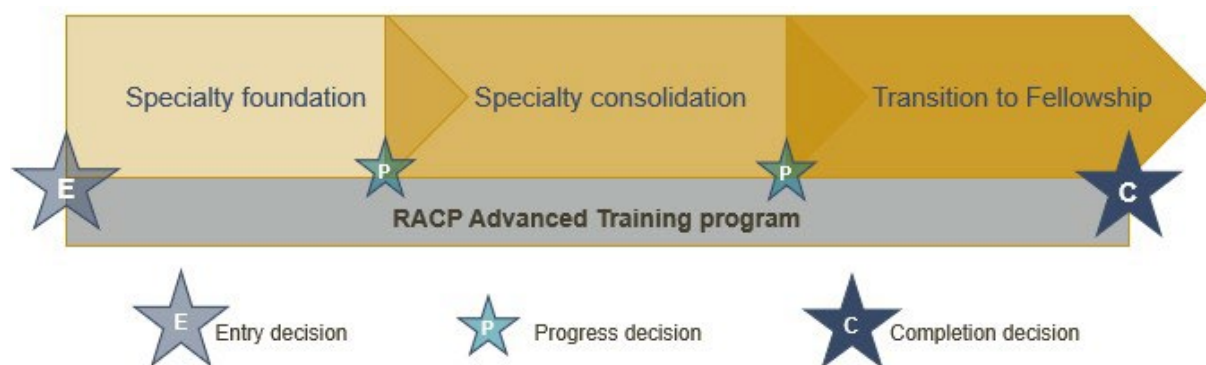 Specialty foundation
Specialty consolidation
Transition to Fellowship
E
P
P
C
RACP Advanced Training program
E Entry decision
P Progress decision
C Completion decision